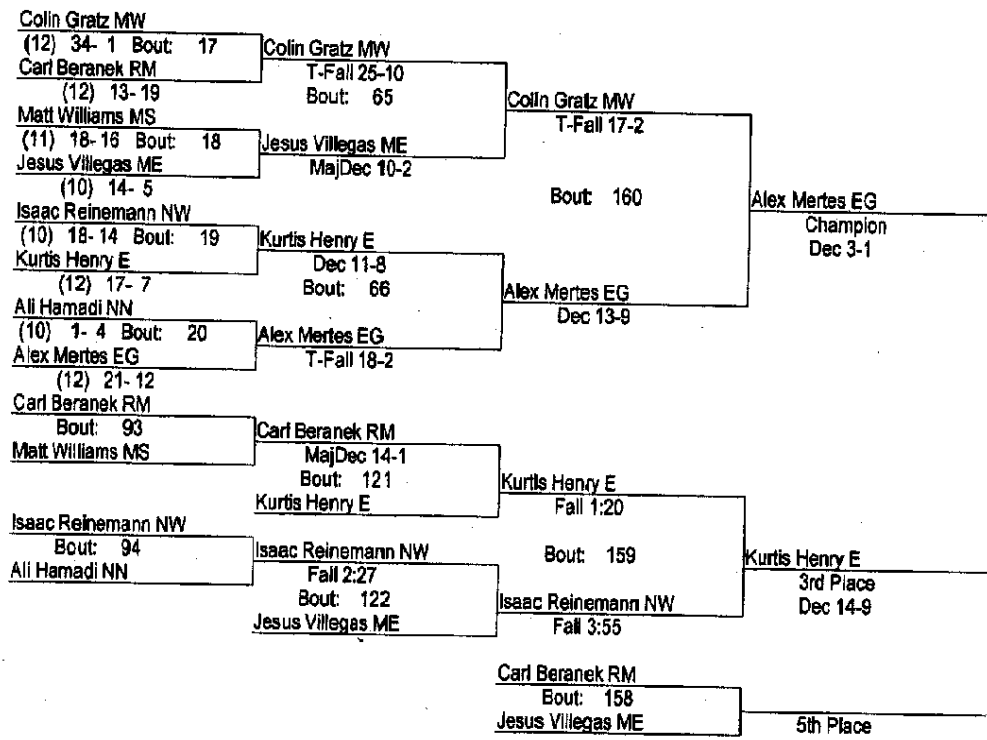 Colin Gratz MW
(12) 34- 1 Bout: 17
Carl Beranek RM
(12) 13- 19
Matt Williams MS
(11) 18- 16 Bout: 18
Jesus Villegas ME
(10) 14- 5
Isaac Reinemann NW
(10) 18- 14 Bout: 19
Kurtis Henry E
(12) 17- 7
Ali Hamadi NN
(10) 1- 4 Bout: 20
Alex Mertes EG
(12) 21- 12
Colin Gratz MW
T-Fall 25-10
Bout: 65
Jesus Villegas ME
MajDec 10-2
Kurtis Henry E
Dec 11-8
Bout: 66
Alex Mertes EG
T-Fall 18-2
Colin Gratz MW
T-Fall 17-2
Bout: 160
Alex Mertes EG
Dec 13-9
Alex Mertes EG
Champion
Dec 3-1
Carl Beranek RM
Bout: 93
Matt Williams MS
Isaac Reinemann NW
Bout: 94
Ali Hamadi NN
Carl Beranek RM
MajDec 14-1
Bout: 121
Kurtis Henry E
Isaac Reinemann NW
Fall 2:27
Bout: 122
Jesus Villegas ME
Kurtis Henry E
Fall 1:20
Bout: 159
Isaac Reinemann NW
Fall 3:55
Kurtis Henry E
3rd Place
Dec 14-9
Carl Beranek RM
Bout: 158
Jesus Villegas ME
5th Place